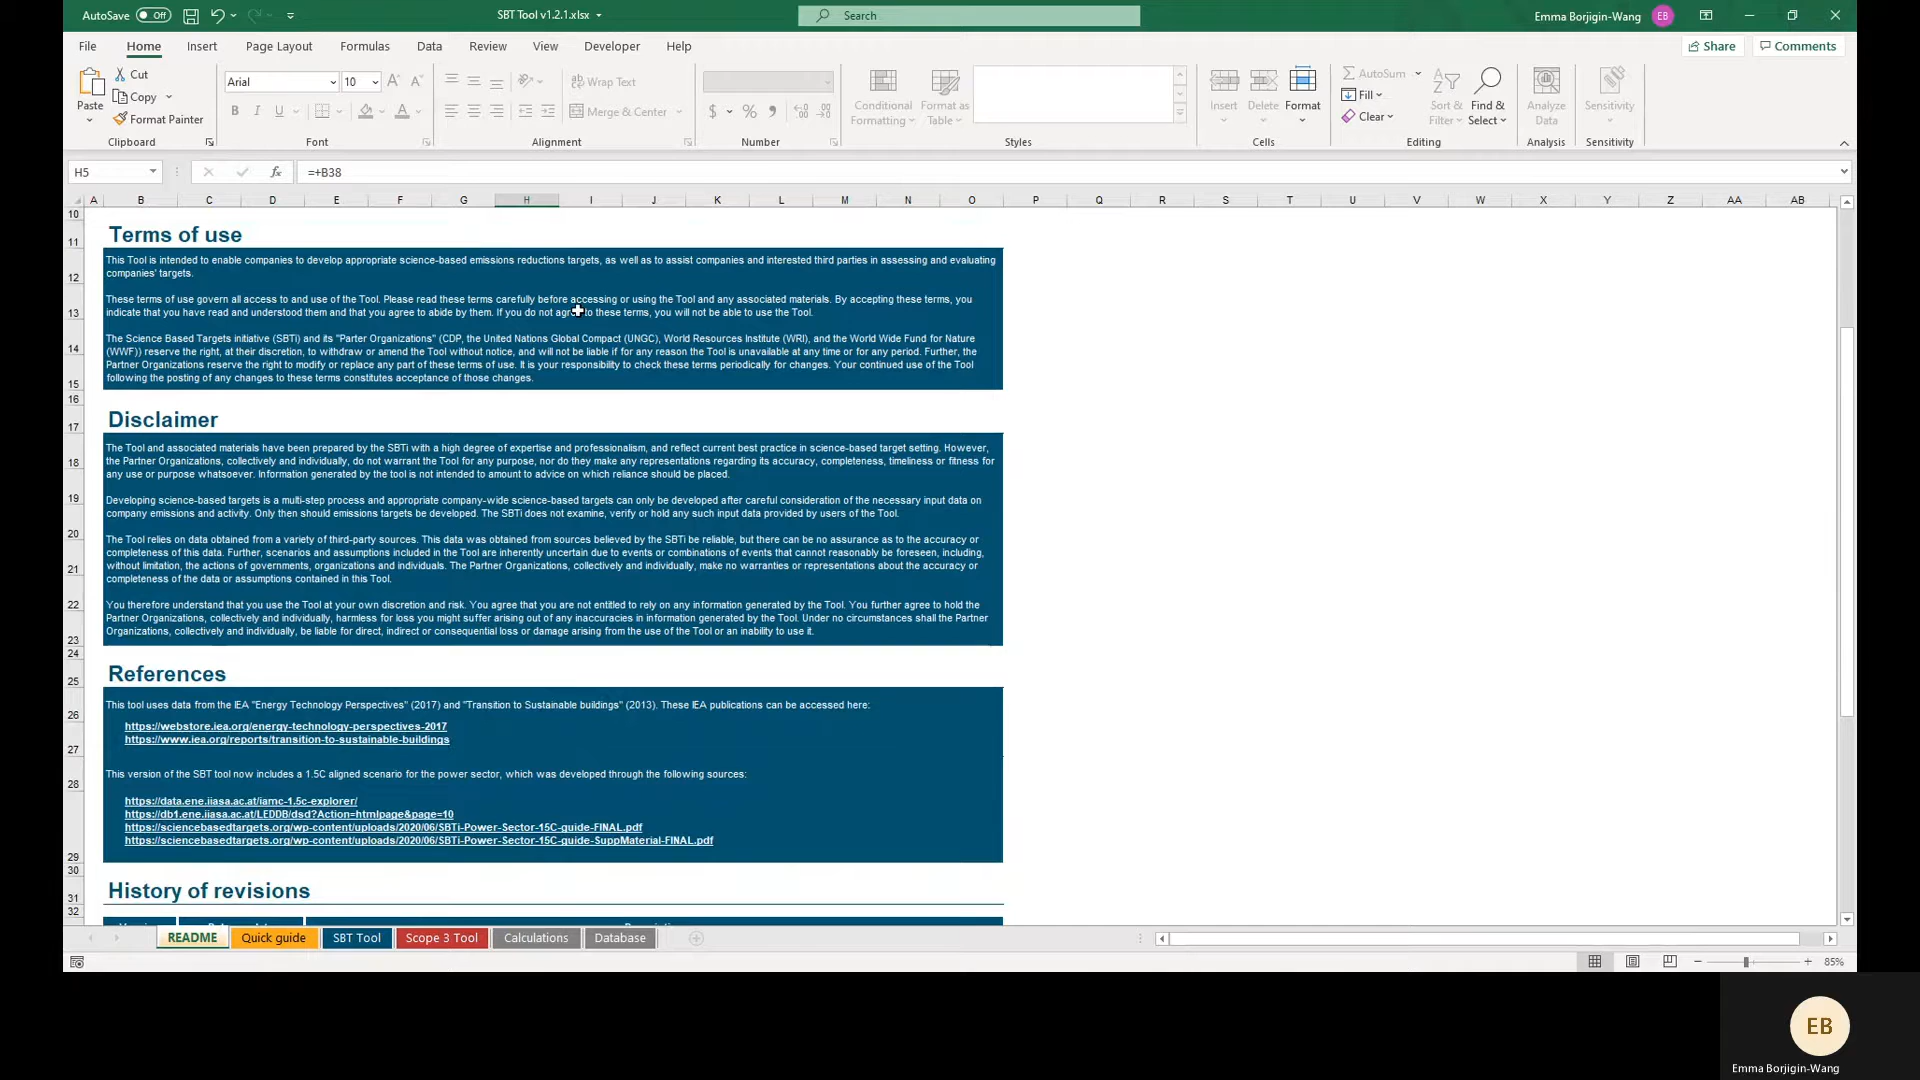 AutoSave Off
SBT Tool v1.2.1.xlsx
Search
Emma Borjigin-Wang EB
File Home Insert Page Layout Formulas Data Review View Developer Help
Share Comments
Paste
Cut
Copy
Format Painter
Clipboard
Arial 10
B I U
Font
Wrap Text
Merge & Center
Alignment
$ % ,
Number
Conditional Formatting
Format as Table
Styles
Insert Delete Format
Cells
AutoSum
Fill
Clear
Sort & Filter
Find & Select
Editing
Analyze Data
Analysis
Sensitivity
Sensitivity
H5 fx =+B38
A B C D E F G H I J K L M N O P Q R S T U V W X Y Z AA AB
10
11
12
13
14
15
16
17
18
19
20
21
22
23
24
25
26
27
28
29
30
31
32
Terms of use
This Tool is intended to enable companies to develop appropriate science-based emissions reductions targets, as well as to assist companies and interested third parties in assessing and evaluating
companies' targets.
These terms of use govern all access to and use of the Tool. Please read these terms carefully before accessing or using the Tool and any associated materials. By accepting these terms, you
indicate that you have read and understood them and that you agree to abide by them. If you do not agree to these terms, you will not be able to use the Tool.
The Science Based Targets initiative (SBTi) and its "Parter Organizations" (CDP, the United Nations Global Compact (UNGC), World Resources Institute (WRI), and the World Wide Fund for Nature
(WWF)) reserve the right, at their discretion, to withdraw or amend the Tool without notice, and will not be liable if for any reason the Tool is unavailable at any time or for any period. Further, the
Partner Organizations reserve the right to modify or replace any part of these terms of use. It is your responsibility to check these terms periodically for changes. Your continued use of the Tool
following the posting of any changes to these terms constitutes acceptance of those changes.
Disclaimer
The Tool and associated materials have been prepared by the SBTi with a high degree of expertise and professionalism, and reflect current best practice in science-based target setting. However,
the Partner Organizations, collectively and individually, do not warrant the Tool for any purpose, nor do they make any representations regarding its accuracy, completeness, timeliness or fitness for
any use or purpose whatsoever. Information generated by the tool is not intended to amount to advice on which reliance should be placed.
Developing science-based targets is a multi-step process and appropriate company-wide science-based targets can only be developed after careful consideration of the necessary input data on
company emissions and activity. Only then should emissions targets be developed. The SBTi does not examine, verify or hold any such input data provided by users of the Tool.
The Tool relies on data obtained from a variety of third-party sources. This data was obtained from sources believed by the SBTi be reliable, but there can be no assurance as to the accuracy or
completeness of this data. Further, scenarios and assumptions included in the Tool are inherently uncertain due to events or combinations of events that cannot reasonably be foreseen, including,
without limitation, the actions of governments, organizations and individuals. The Partner Organizations, collectively and individually, make no warranties or representations about the accuracy or
completeness of the data or assumptions contained in this Tool.
You therefore understand that you use the Tool at your own discretion and risk. You agree that you are not entitled to rely on any information generated by the Tool. You further agree to hold the
Partner Organizations, collectively and individually, harmless for loss you might suffer arising out of any inaccuracies in information generated by the Tool. Under no circumstances shall the Partner
Organizations, collectively and individually, be liable for direct, indirect or consequential loss or damage arising from the use of the Tool or an inability to use it.
References
This tool uses data from the IEA "Energy Technology Perspectives" (2017) and "Transition to Sustainable buildings" (2013). These IEA publications can be accessed here:
https://webstore.iea.org/energy-technology-perspectives-2017
https://www.iea.org/reports/transition-to-sustainable-buildings
This version of the SBT tool now includes a 1.5C aligned scenario for the power sector, which was developed through the following sources:
https://data.ene.iiasa.ac.at/iamc-1.5c-explorer/
https://db1.ene.iiasa.ac.at/LEDDB/dsd?Action=htmlpage&page=10
https://sciencebasedtargets.org/wp-content/uploads/2020/06/SBTi-Power-Sector-15C-guide-FINAL.pdf
https://sciencebasedtargets.org/wp-content/uploads/2020/06/SBTi-Power-Sector-15C-guide-SuppMaterial-FINAL.pdf
History of revisions
README Quick guide SBT Tool Scope 3 Tool Calculations Database
85%
EB
Emma Borjigin-Wang